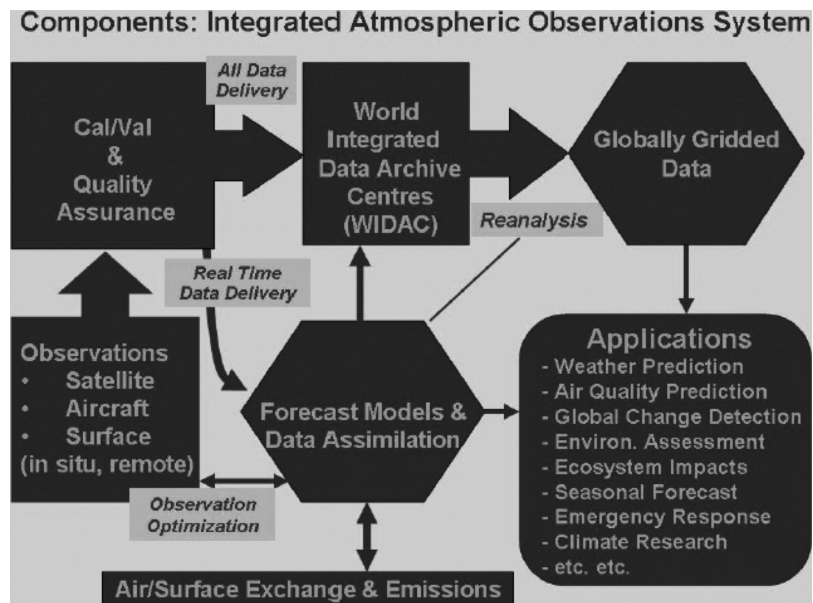 Components: Integrated Atmospheric Observations System
All Data
Delivery
Cal/Val
&
Quality
Assurance
World
Integrated
Data Archive
Centres
(WIDAC)
Globally Gridded
Data
Reanalysis
Real Time
Data Delivery
Observations
• Satellite
• Aircraft
• Surface
(in situ, remote)
Forecast Models &
Data Assimilation
Observation
Optimization
Applications
- Weather Prediction
- Air Quality Prediction
- Global Change Detection
- Environ. Assessment
- Ecosystem Impacts
- Seasonal Forecast
- Emergency Response
- Climate Research
- etc. etc.
Air/Surface Exchange & Emissions